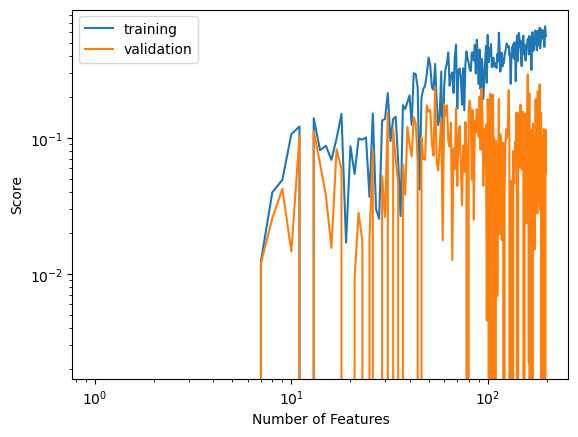 training
validation
10⁻¹
10⁻²
Score
10⁰
10¹
10²
Number of Features